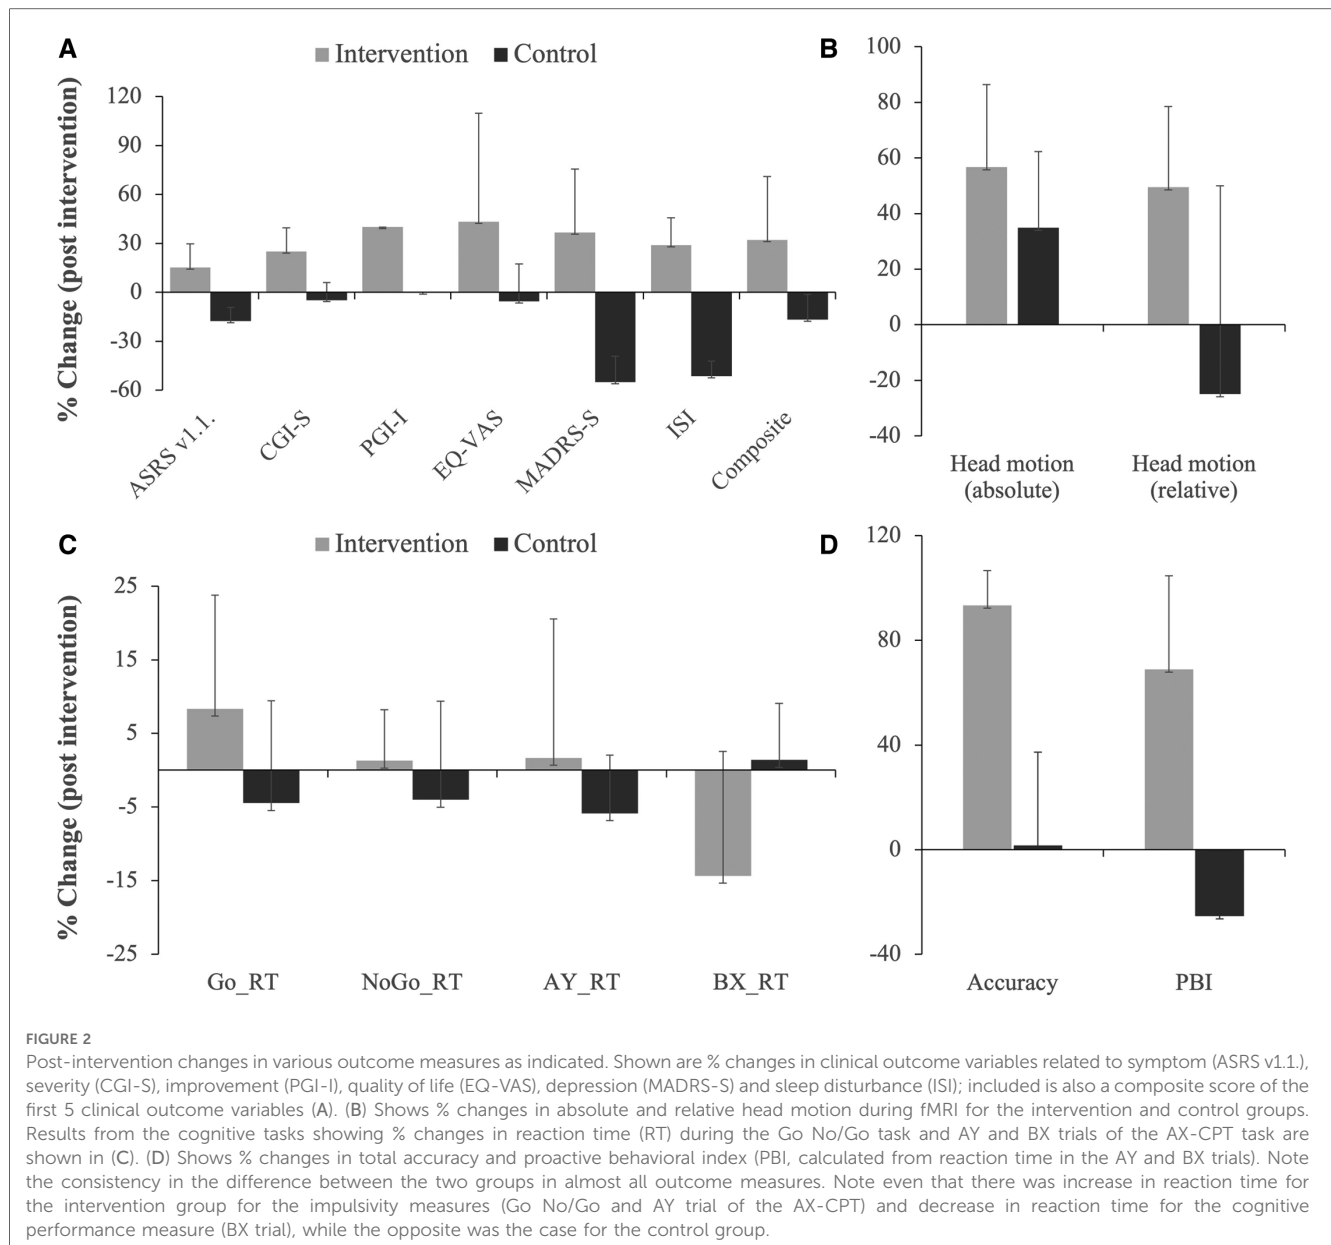 A
Intervention
Control
% Change (post intervention)
120
90
60
30
0
-30
-60
ASRS v1.1.
CGI-S
PGI-I
EQ-VAS
MADRS-S
ISI
Composite
B
100
80
60
40
20
0
-20
-40
Head motion
(absolute)
Head motion
(relative)
C
Intervention
Control
% Change (post intervention)
25
15
5
-5
-15
-25
Go_RT
NoGo_RT
AY_RT
BX_RT
D
120
80
40
0
-40
Accuracy
PBI
FIGURE 2
Post-intervention changes in various outcome measures as indicated. Shown are % changes in clinical outcome variables related to symptom (ASRS v1.1.),
severity (CGI-S), improvement (PGI-I), quality of life (EQ-VAS), depression (MADRS-S) and sleep disturbance (ISI); included is also a composite score of the
first 5 clinical outcome variables (A). (B) Shows % changes in absolute and relative head motion during fMRI for the intervention and control groups.
Results from the cognitive tasks showing % changes in reaction time (RT) during the Go No/Go task and AY and BX trials of the AX-CPT task are
shown in (C). (D) Shows % changes in total accuracy and proactive behavioral index (PBI, calculated from reaction time in the AY and BX trials). Note
the consistency in the difference between the two groups in almost all outcome measures. Note even that there was increase in reaction time for
the intervention group for the impulsivity measures (Go No/Go and AY trial of the AX-CPT) and decrease in reaction time for the cognitive
performance measure (BX trial), while the opposite was the case for the control group.